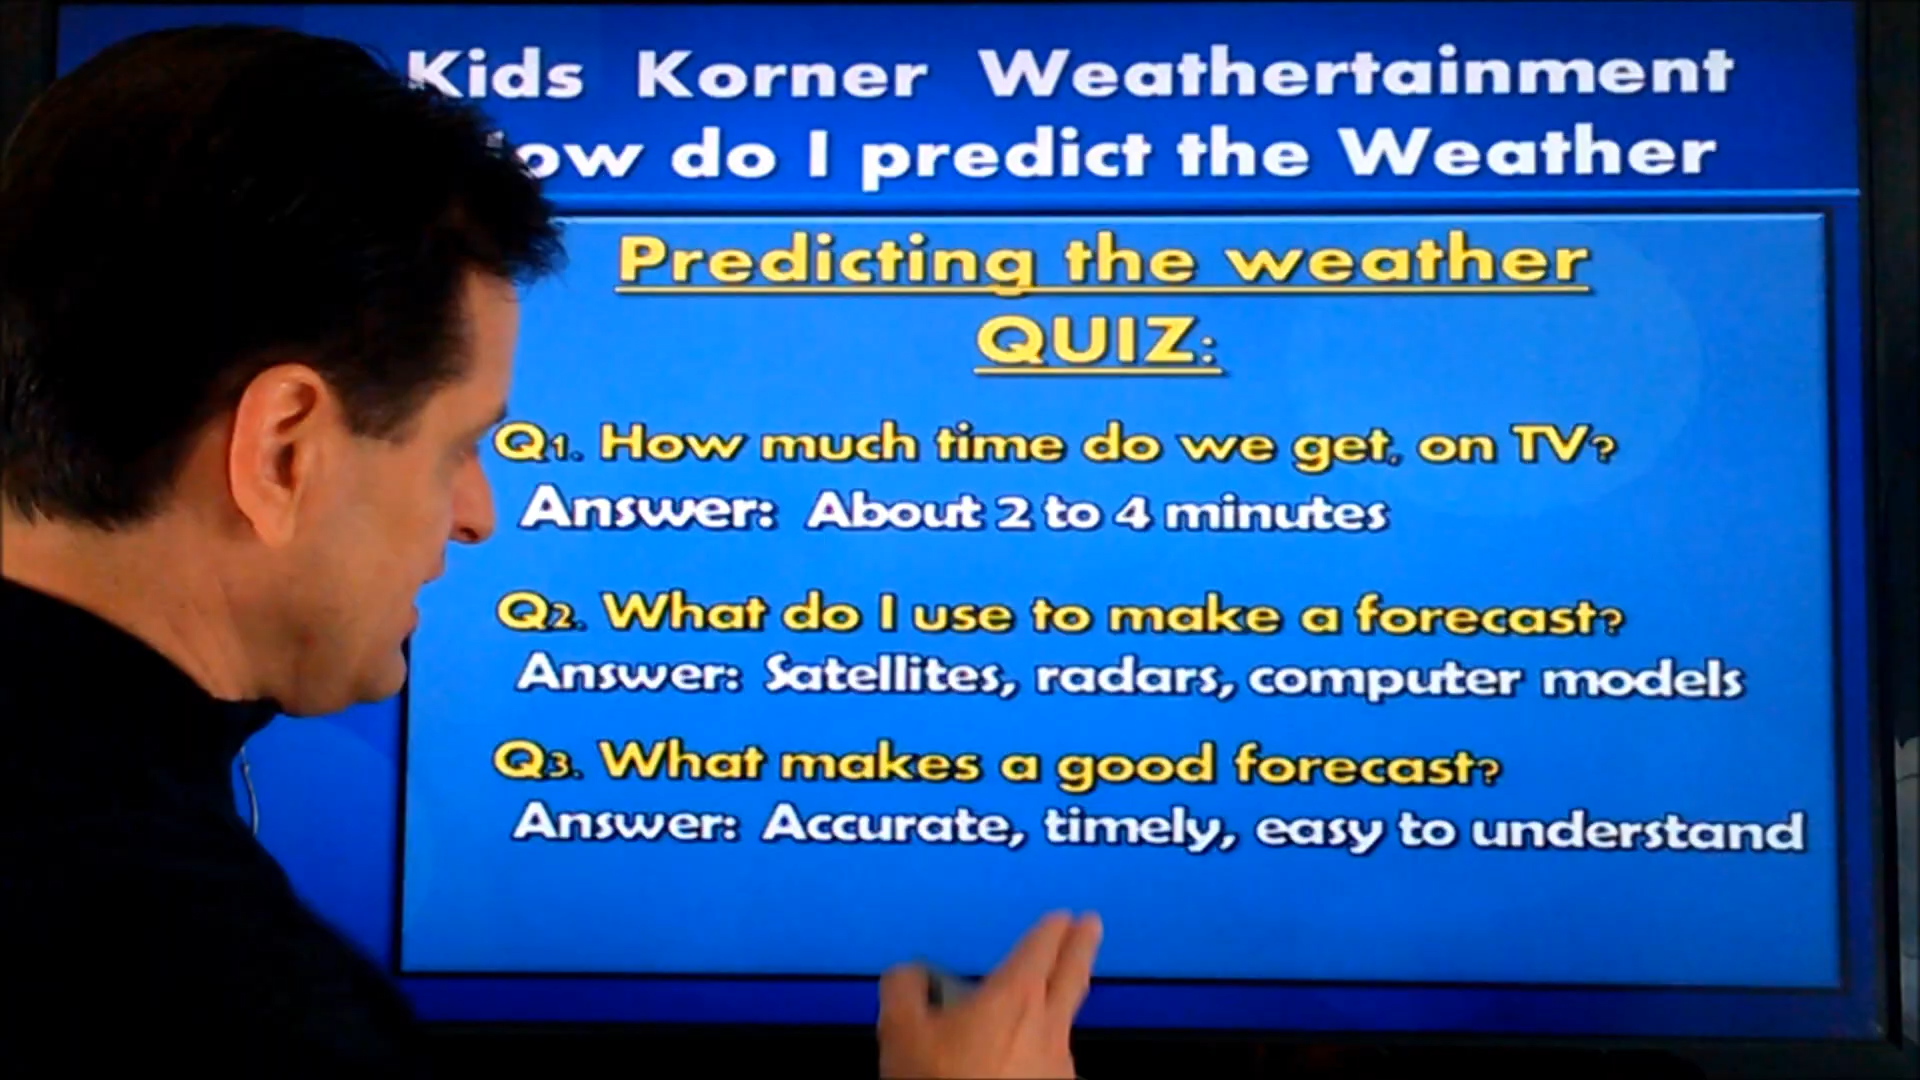 Kids Korner Weathertainment
How do I predict the Weather
Predicting the weather
QUIZ:
Q1. How much time do we get, on TV?
Answer: About 2 to 4 minutes
Q2. What do I use to make a forecast?
Answer: Satellites, radars, computer models
Q3. What makes a good forecast?
Answer: Accurate, timely, easy to understand